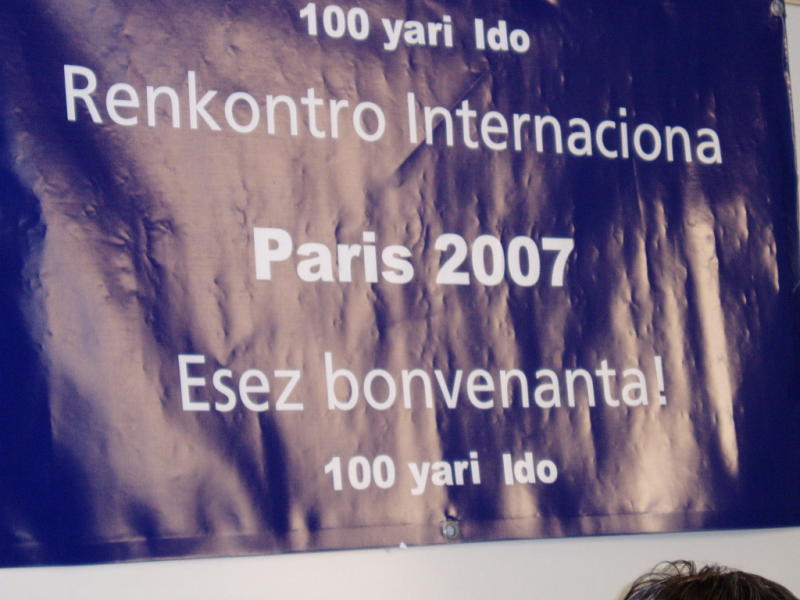 100 yari Ido
Renkontro Internaciona
Paris 2007
Esez bonvenanta!
100 yari Ido